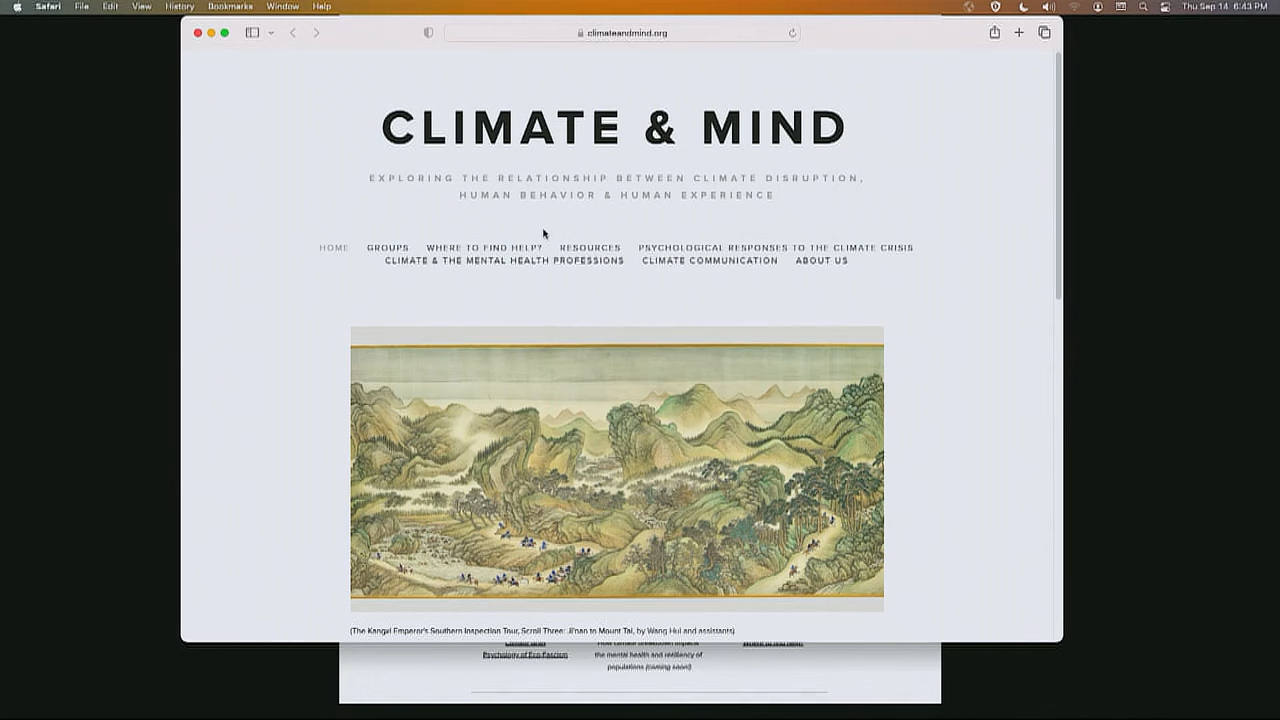 Safari File Edit View History Bookmarks Window Help
Thu Sep 14 6:43 PM
climateandmind.org
CLIMATE & MIND
EXPLORING THE RELATIONSHIP BETWEEN CLIMATE DISRUPTION,
HUMAN BEHAVIOR & HUMAN EXPERIENCE
HOME GROUPS WHERE TO FIND HELP? RESOURCES PSYCHOLOGICAL RESPONSES TO THE CLIMATE CRISIS
CLIMATE & THE MENTAL HEALTH PROFESSIONS CLIMATE COMMUNICATION ABOUT US
(The Kangxi Emperor's Southern Inspection Tour, Scroll Three: Ji'nan to Mount Tai, by Wang Hui and assistants)
How climate breakdown impacts
Psychology of Eco-Fascism
the mental health and resiliency of
populations (coming soon!)